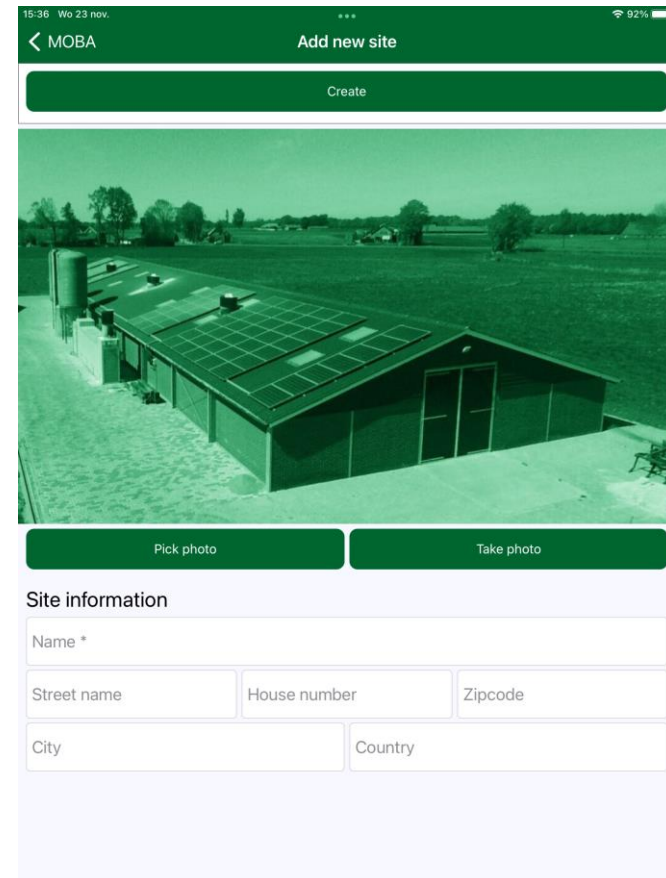 15:36 Wo 23 nov. 92%
MOBA Add new site
Create
Pick photo Take photo
Site information
Name *
Street name House number Zipcode
City Country